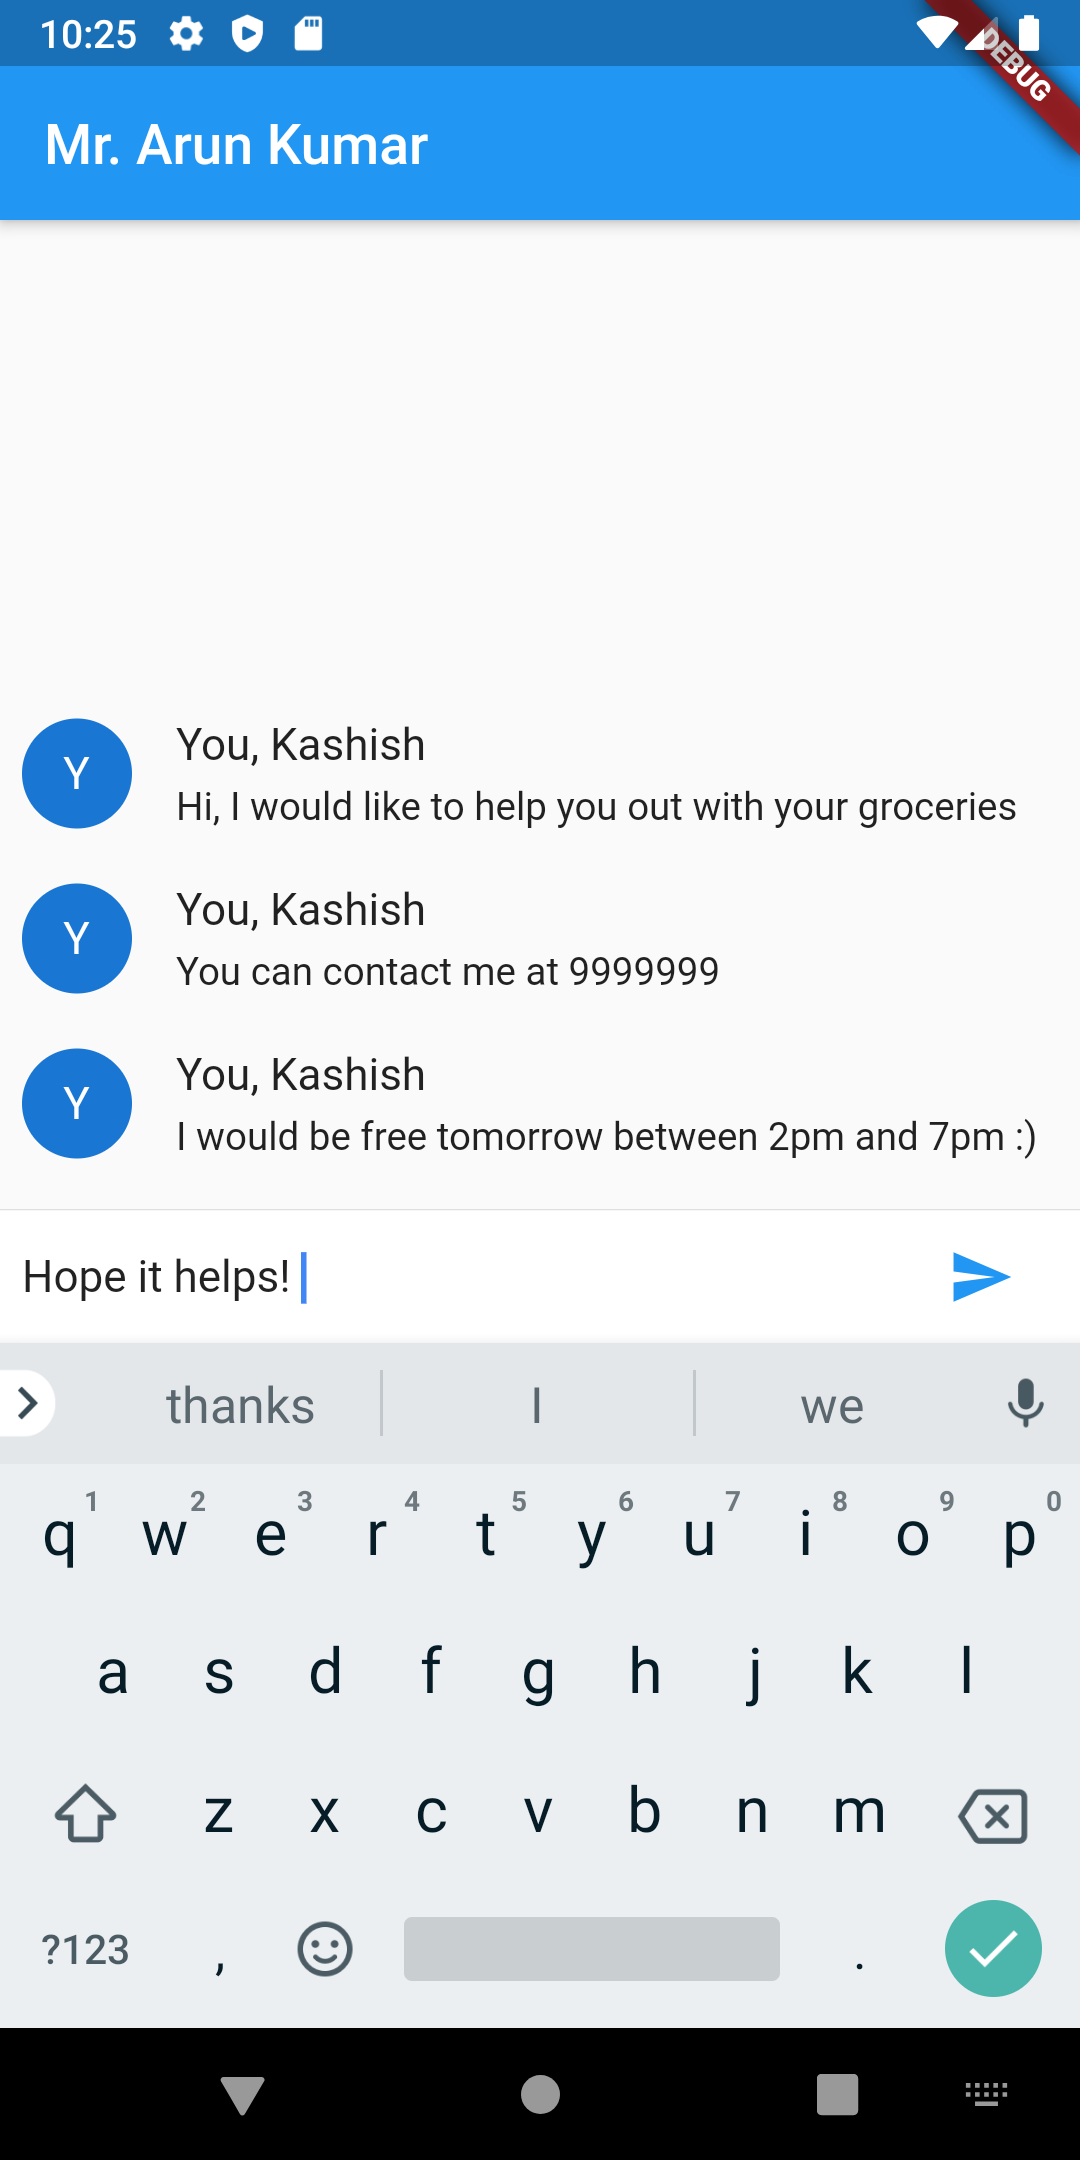 10:25
DEBUG
Mr. Arun Kumar
Y
You, Kashish
Hi, I would like to help you out with your groceries
Y
You, Kashish
You can contact me at 9999999
Y
You, Kashish
I would be free tomorrow between 2pm and 7pm :)
Hope it helps!
thanks I we
1 2 3 4 5 6 7 8 9 0
q w e r t y u i o p
a s d f g h j k l
z x c v b n m
?123 , .